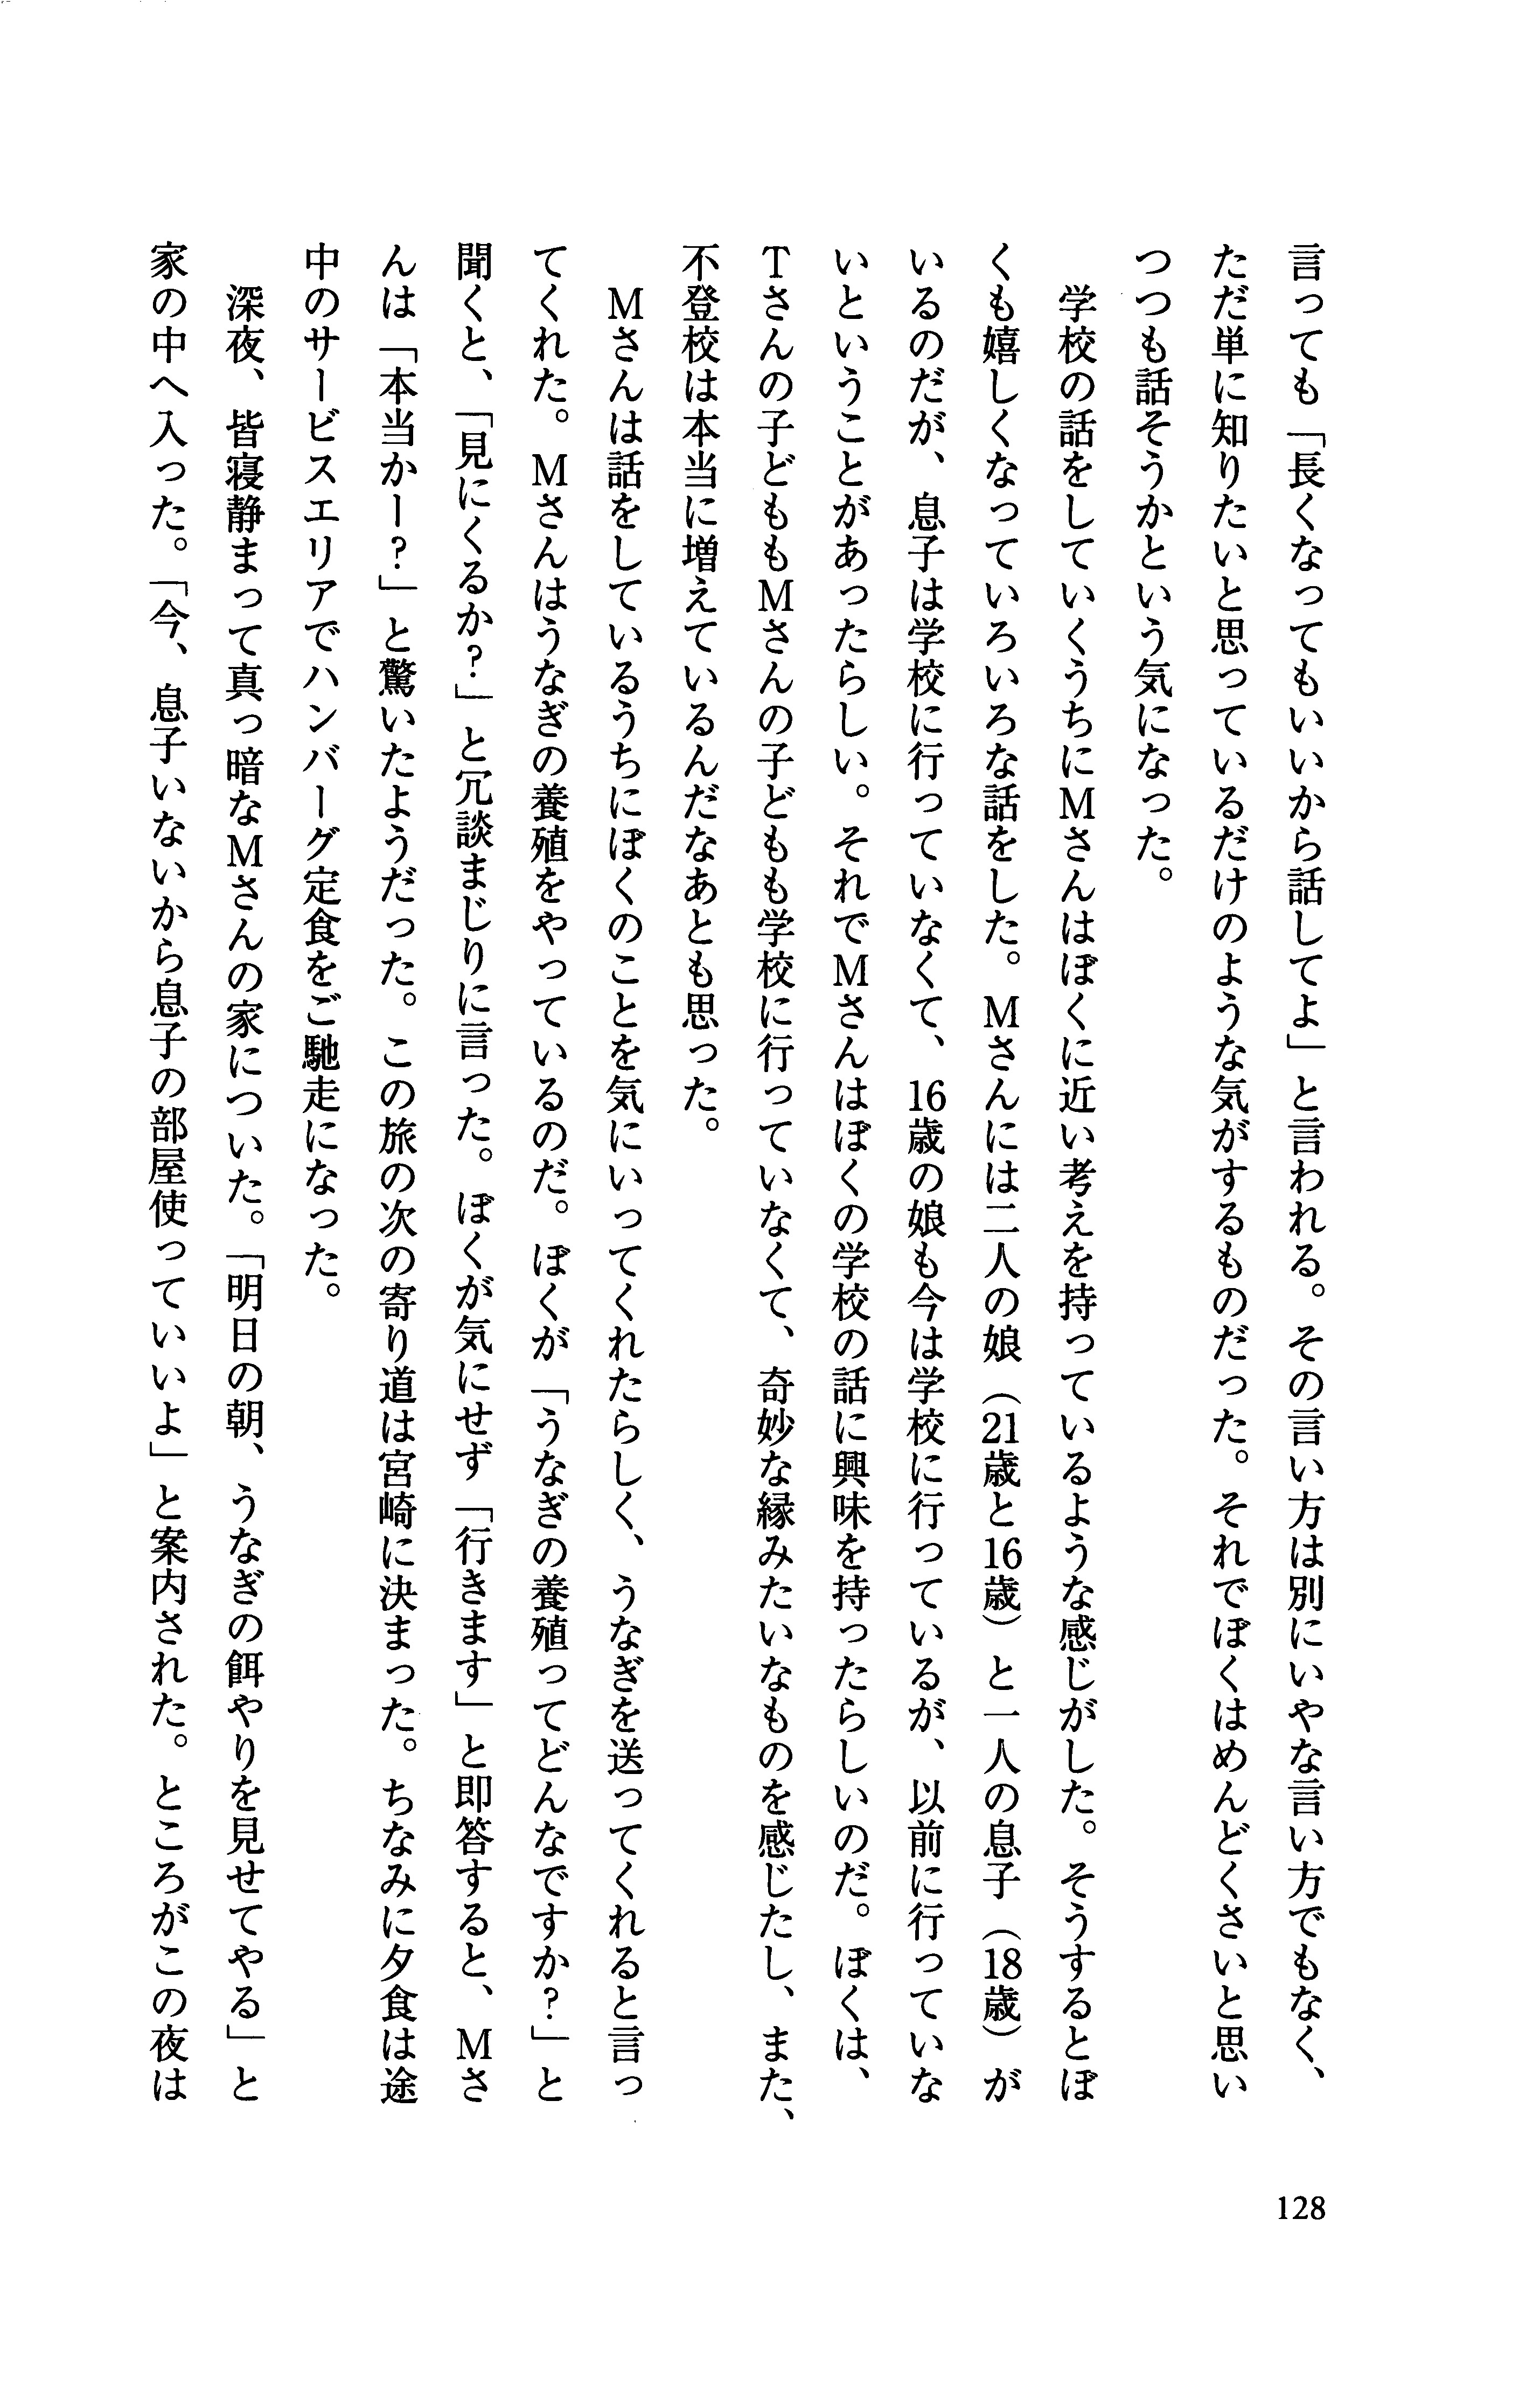 言っても「長くなってもいいから話してよ」と言われる。その言い方は別にいやな言い方でもなく、
ただ単に知りたいと思っているだけのような気がするものだった。それでぼくはめんどくさいと思い
つつも話そうかという気になった。
　学校の話をしていくうちにＭさんはぼくに近い考えを持っているような感じがした。そうするとぼ
くも嬉しくなっていろいろな話をした。Ｍさんには二人の娘（21歳と16歳）と一人の息子（18歳）が
いるのだが、息子は学校に行っていなくて、16歳の娘も今は学校に行っているが、以前に行っていな
いということがあったらしい。それでＭさんはぼくの学校の話に興味を持ったらしいのだ。ぼくは、
Ｔさんの子どももＭさんの子どもも学校に行っていなくて、奇妙な縁みたいなものを感じたし、また、
不登校は本当に増えているんだなあとも思った。
　Ｍさんは話をしているうちにぼくのことを気にいってくれたらしく、うなぎを送ってくれると言っ
てくれた。Ｍさんはうなぎの養殖をやっているのだ。ぼくが「うなぎの養殖ってどんなですか？」と
聞くと、「見にくるか？」と冗談まじりに言った。ぼくが気にせず「行きます」と即答すると、Ｍさ
んは「本当かー？」と驚いたようだった。この旅の次の寄り道は宮崎に決まった。ちなみに夕食は途
中のサービスエリアでハンバーグ定食をご馳走になった。
　深夜、皆寝静まって真っ暗なＭさんの家についた。「明日の朝、うなぎの餌やりを見せてやる」と
家の中へ入った。「今、息子いないから息子の部屋使っていいよ」と案内された。ところがこの夜は
128